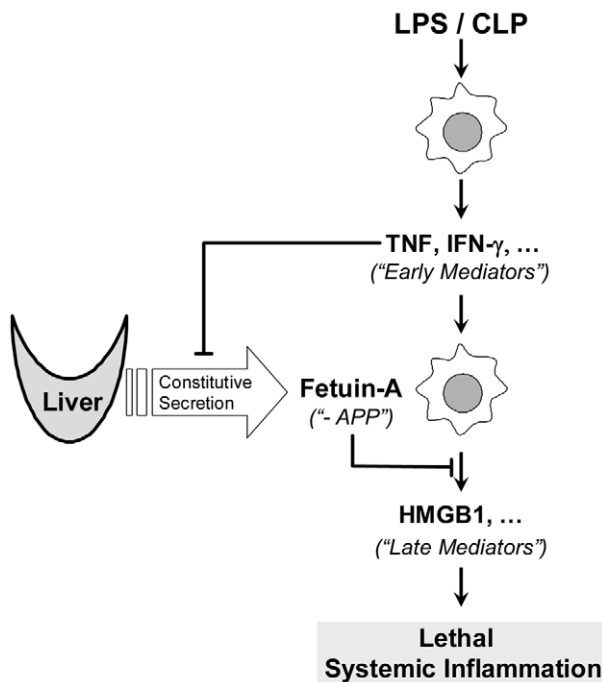 LPS / CLP
TNF, IFN-γ, ...
(“Early Mediators”)
Liver
Constitutive
Secretion
Fetuin-A
(“- APP”)
HMGB1, ...
(“Late Mediators”)
Lethal
Systemic Inflammation